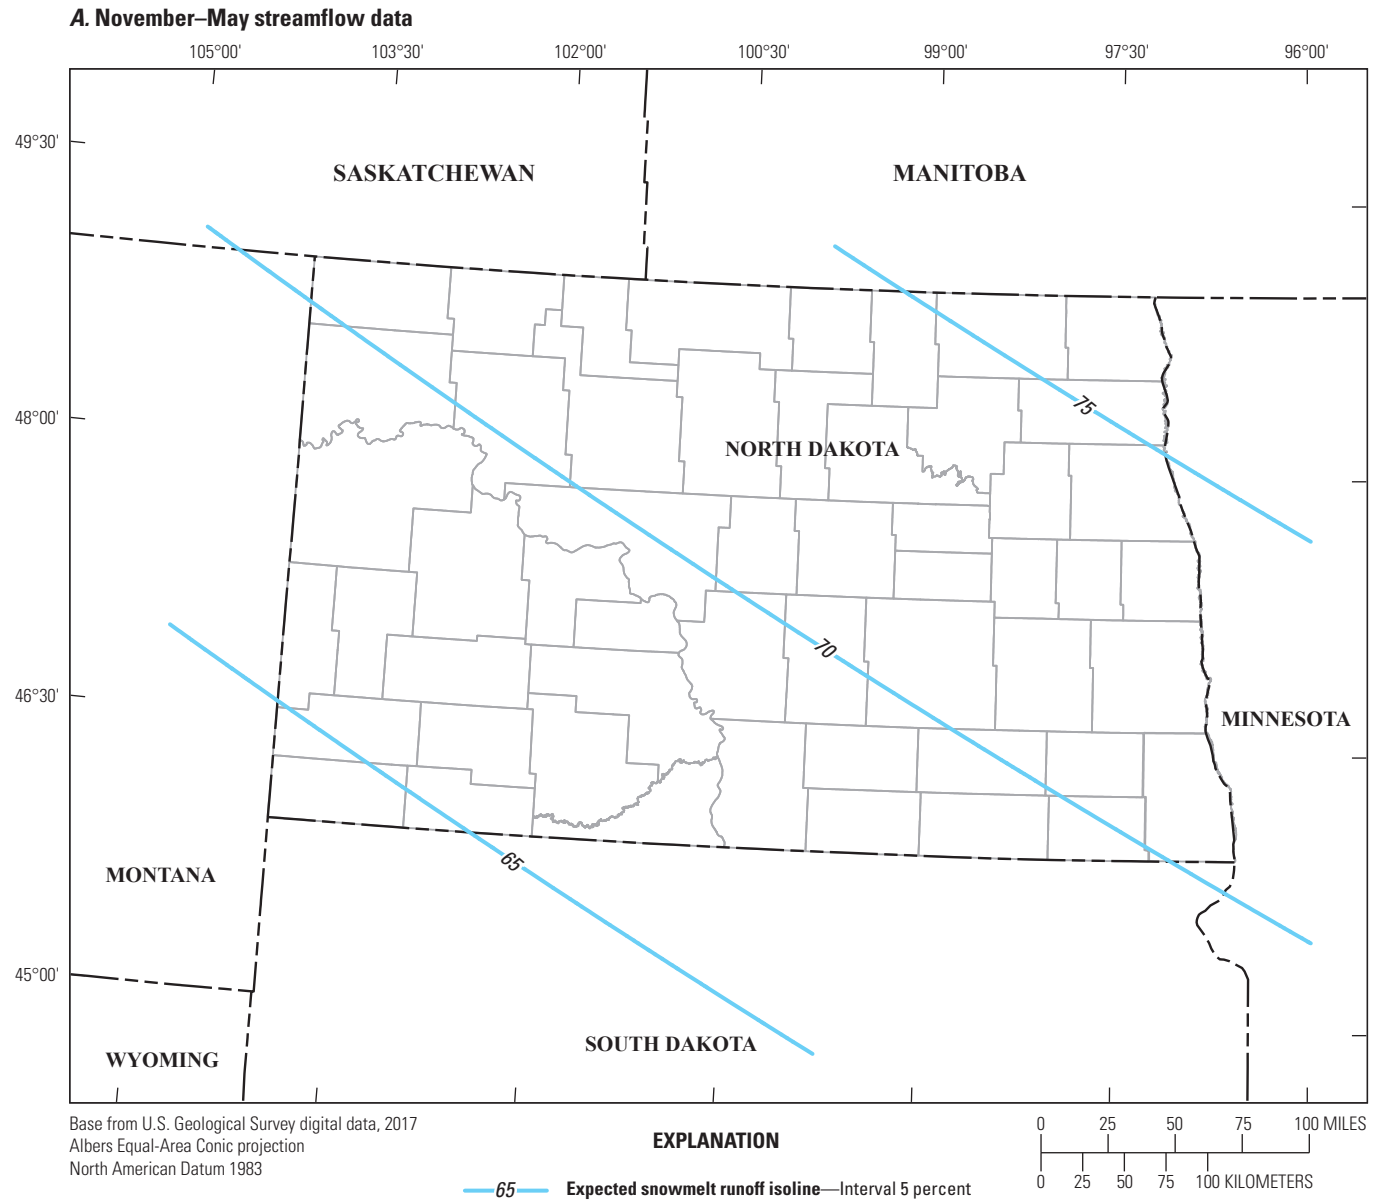 A. November–May streamflow data
105°00' 103°30' 102°00' 100°30' 99°00' 97°30' 96°00'
49°30'
SASKATCHEWAN MANITOBA
75
48°00'
NORTH DAKOTA
70
46°30'
MINNESOTA
65
MONTANA
45°00'
SOUTH DAKOTA
WYOMING
Base from U.S. Geological Survey digital data, 2017
Albers Equal-Area Conic projection
North American Datum 1983
EXPLANATION
65 Expected snowmelt runoff isoline—Interval 5 percent
0 25 50 75 100 MILES
0 25 50 75 100 KILOMETERS